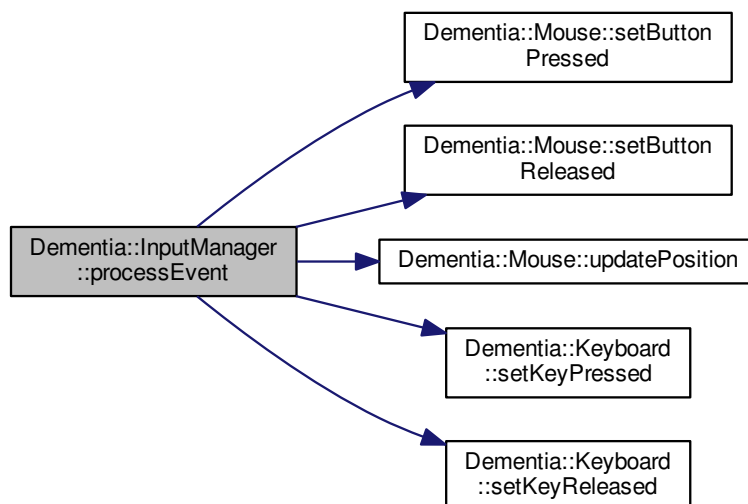 Dementia::Mouse::setButton
Pressed
Dementia::Mouse::setButton
Released
Dementia::InputManager
::processEvent
Dementia::Mouse::updatePosition
Dementia::Keyboard
::setKeyPressed
Dementia::Keyboard
::setKeyReleased